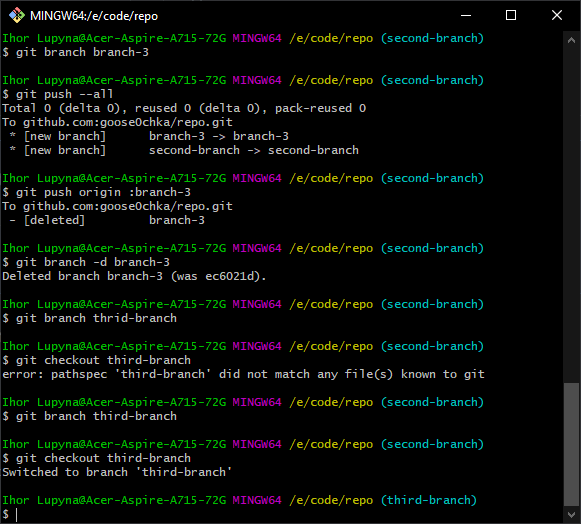 MINGW64:/e/code/repo
Ihor Lupyna@Acer-Aspire-A715-72G MINGW64 /e/code/repo (second-branch)
$ git branch branch-3
Ihor Lupyna@Acer-Aspire-A715-72G MINGW64 /e/code/repo (second-branch)
$ git push --all
Total 0 (delta 0), reused 0 (delta 0), pack-reused 0
To github.com:gooseOchka/repo.git
 * [new branch]      branch-3 -> branch-3
 * [new branch]      second-branch -> second-branch
Ihor Lupyna@Acer-Aspire-A715-72G MINGW64 /e/code/repo (second-branch)
$ git push origin :branch-3
To github.com:gooseOchka/repo.git
 - [deleted]         branch-3
Ihor Lupyna@Acer-Aspire-A715-72G MINGW64 /e/code/repo (second-branch)
$ git branch -d branch-3
Deleted branch branch-3 (was ec6021d).
Ihor Lupyna@Acer-Aspire-A715-72G MINGW64 /e/code/repo (second-branch)
$ git branch thrid-branch
Ihor Lupyna@Acer-Aspire-A715-72G MINGW64 /e/code/repo (second-branch)
$ git checkout third-branch
error: pathspec 'third-branch' did not match any file(s) known to git
Ihor Lupyna@Acer-Aspire-A715-72G MINGW64 /e/code/repo (second-branch)
$ git branch third-branch
Ihor Lupyna@Acer-Aspire-A715-72G MINGW64 /e/code/repo (second-branch)
$ git checkout third-branch
Switched to branch 'third-branch'
Ihor Lupyna@Acer-Aspire-A715-72G MINGW64 /e/code/repo (third-branch)
$